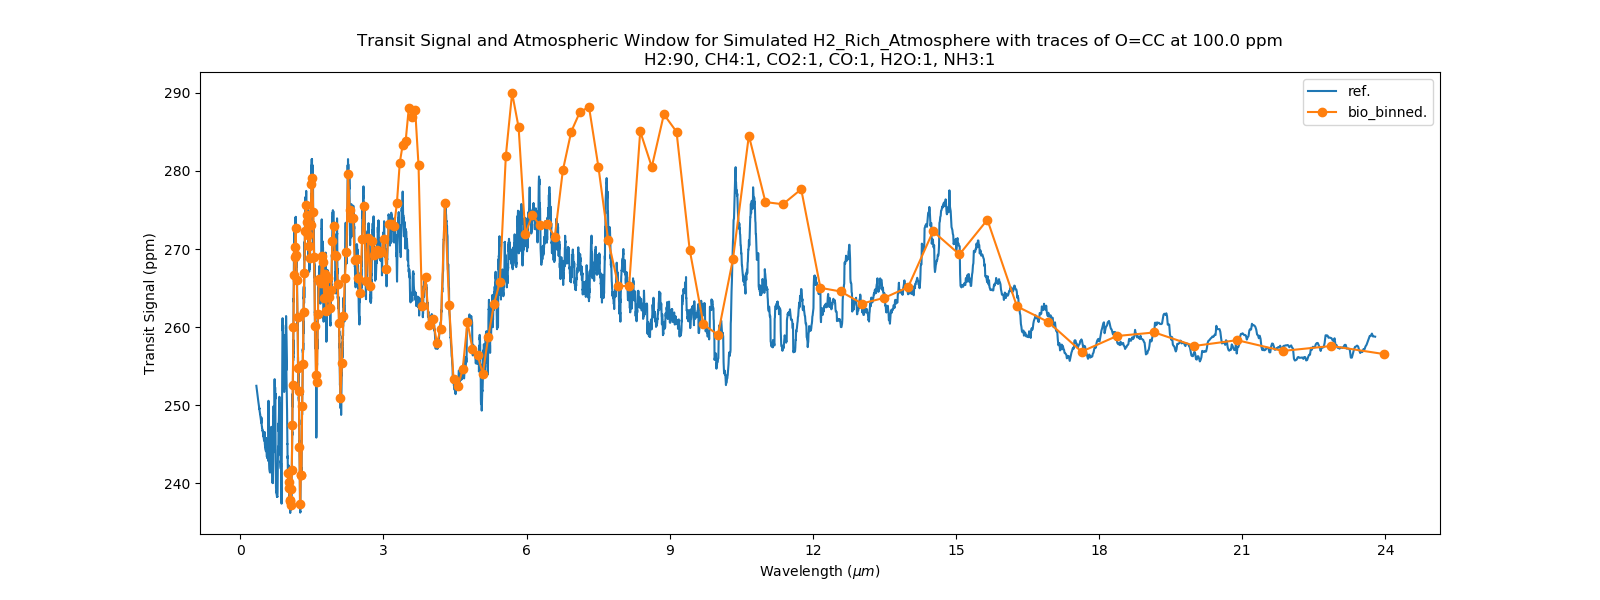 Transit Signal and Atmospheric Window for Simulated H2_Rich_Atmosphere with traces of O=CC at 100.0 ppm
H2:90, CH4:1, CO2:1, CO:1, H2O:1, NH3:1
ref.
bio_binned.
Transit Signal (ppm)
290
280
270
260
250
240
0 3 6 9 12 15 18 21 24
Wavelength (μm)